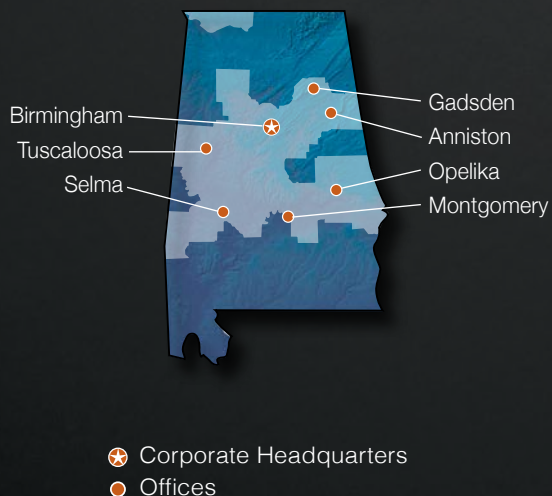 Birmingham
Tuscaloosa
Selma
Gadsden
Anniston
Opelika
Montgomery
Corporate Headquarters
Offices